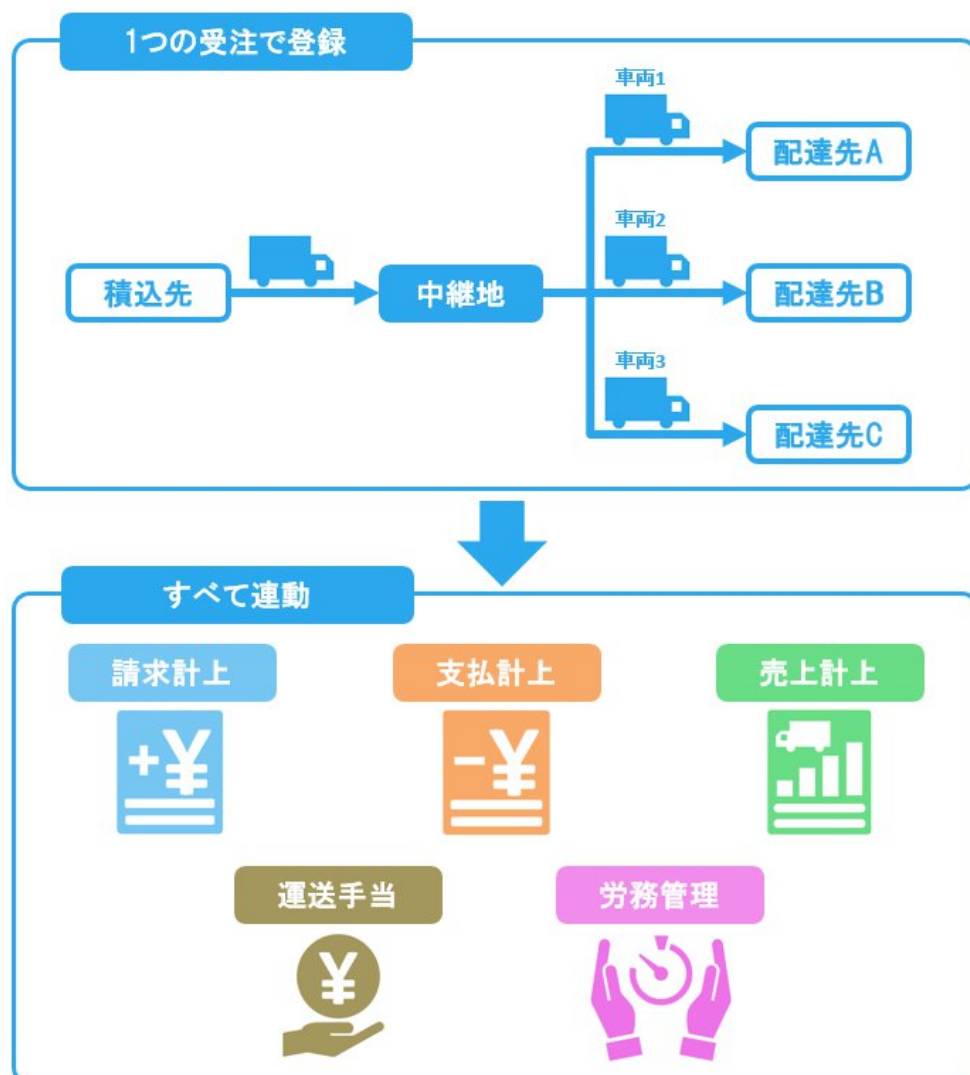 1つの受注で登録
車両1
配達先A
車両2
積込先
中継地
配達先B
車両3
配達先C
すべて連動
請求計上
支払計上
売上計上
+¥
-¥
運送手当
労務管理
¥